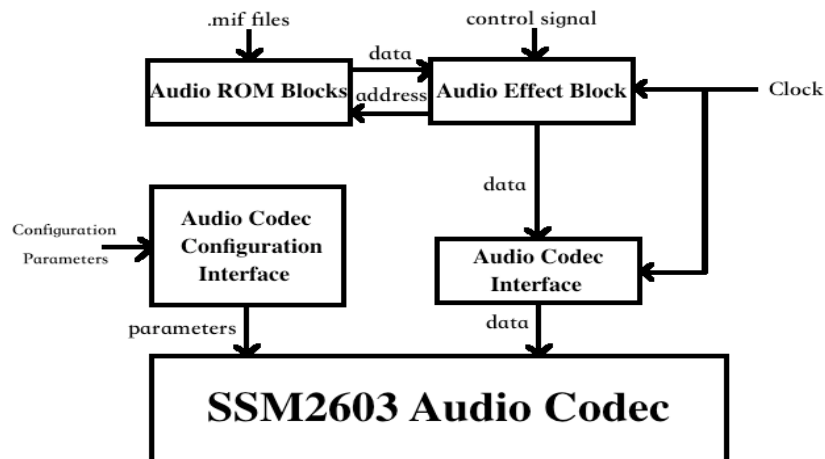 .mif files
control signal
data
Audio ROM Blocks
address
Audio Effect Block
Clock
data
Configuration
Parameters
Audio Codec
Configuration
Interface
Audio Codec
Interface
parameters
data
SSM2603 Audio Codec